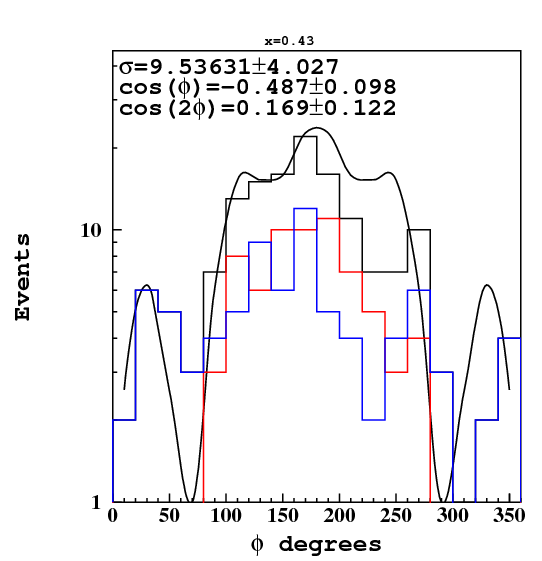 x=0.43
σ=9.53631±4.027
cos(ϕ)=−0.487±0.098
cos(2ϕ)=0.169±0.122
Events
10
1
0 50 100 150 200 250 300 350
ϕ degrees